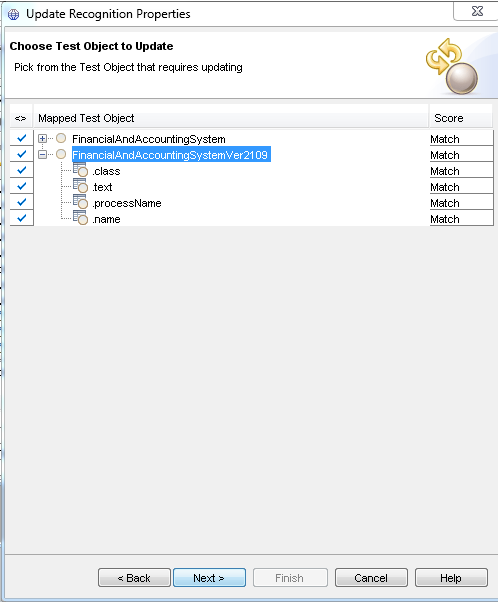 Update Recognition Properties
Choose Test Object to Update
Pick from the Test Object that requires updating
<> Mapped Test Object Score
FinancialAndAccountingSystem Match
FinancialAndAccountingSystemVer2109 Match
.class Match
.text Match
.processName Match
.name Match
< Back Next > Finish Cancel Help